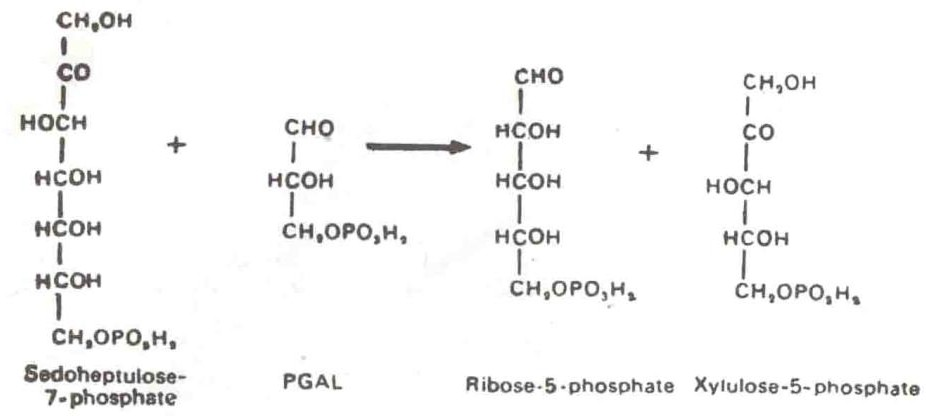 CH₂OH
CO
HOCH
HCOH
HCOH
HCOH
CH₂OPO₃H₂
Sedoheptulose-
7-phosphate
+
CHO
HCOH
CH₂OPO₃H₂
PGAL
CHO
HCOH
HCOH
HCOH
CH₂OPO₃H₂
Ribose-5-phosphate
+
CH₂OH
CO
HOCH
HCOH
CH₂OPO₃H₂
Xylulose-5-phosphate